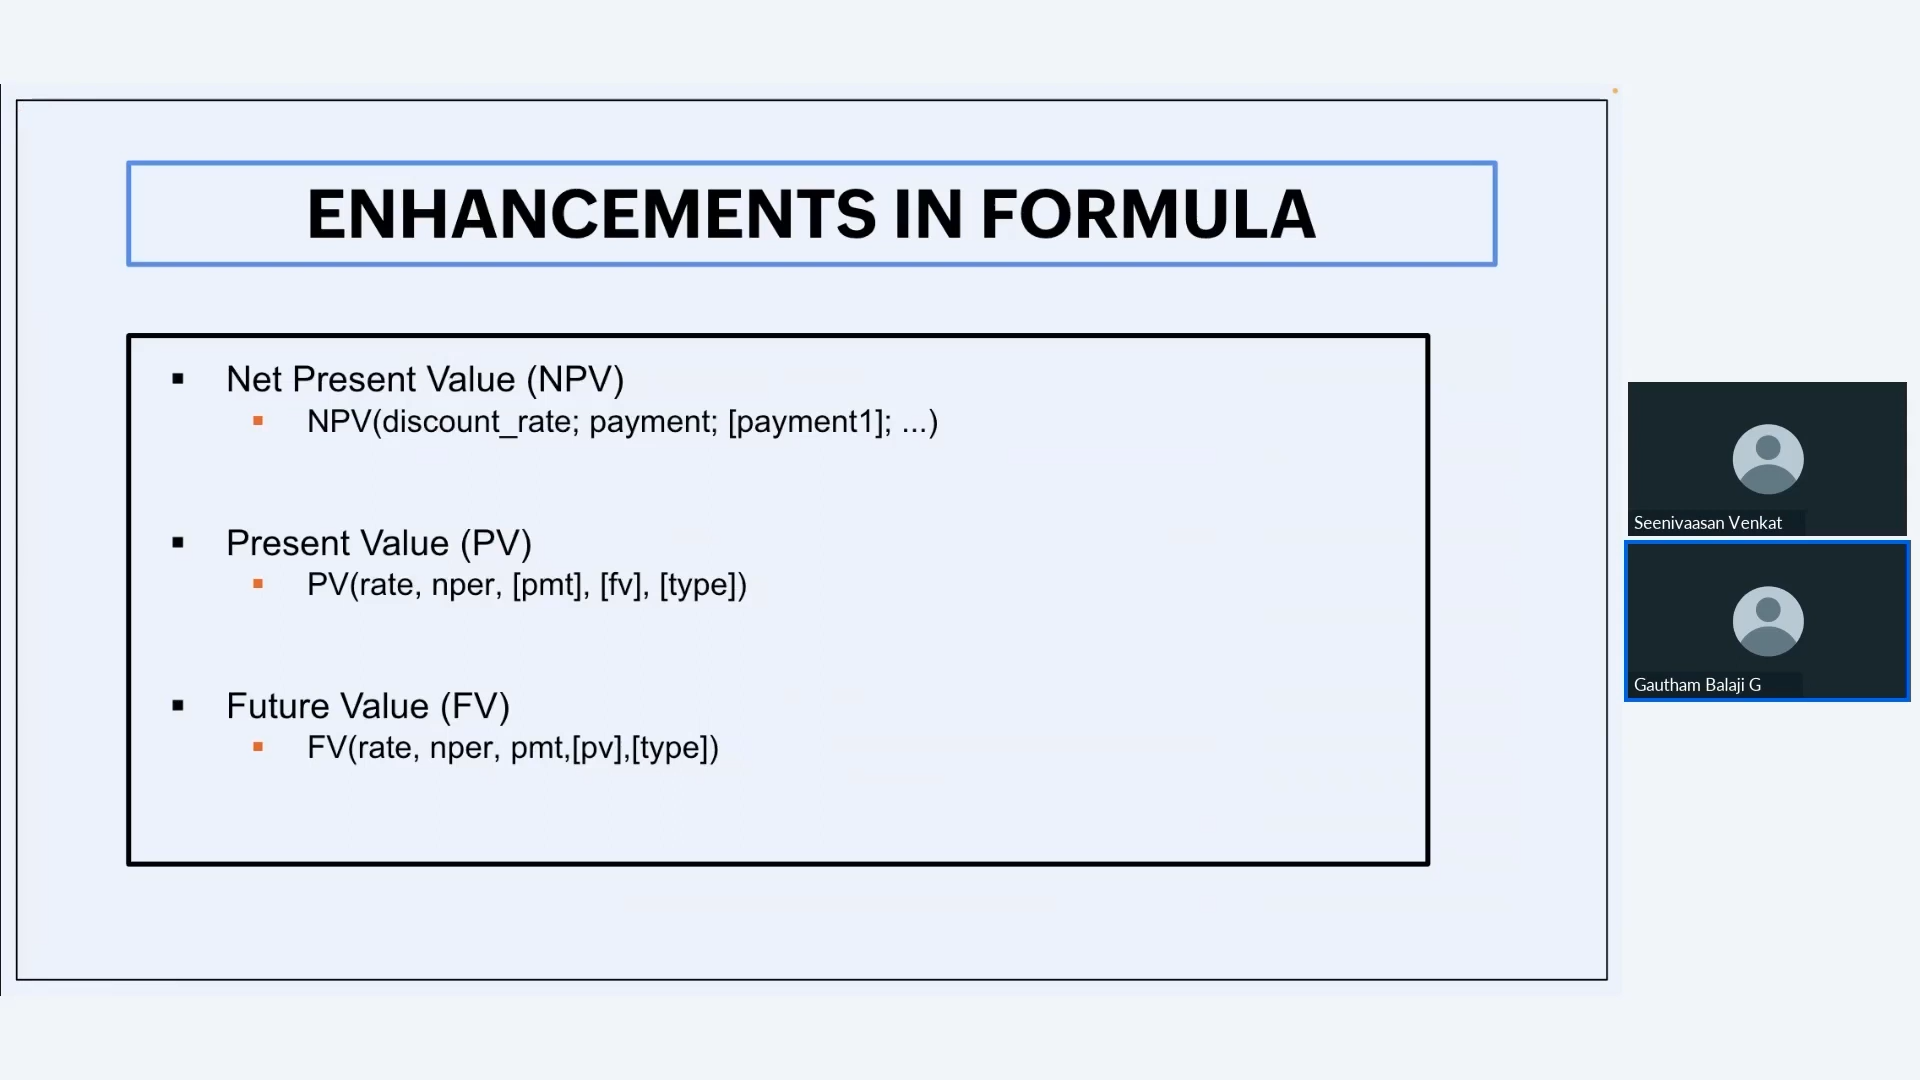 ENHANCEMENTS IN FORMULA
▪ Net Present Value (NPV)
▪ NPV(discount_rate; payment; [payment1]; ...)
▪ Present Value (PV)
▪ PV(rate, nper, [pmt], [fv], [type])
▪ Future Value (FV)
▪ FV(rate, nper, pmt,[pv],[type])
Seenivaasan Venkat
Gautham Balaji G